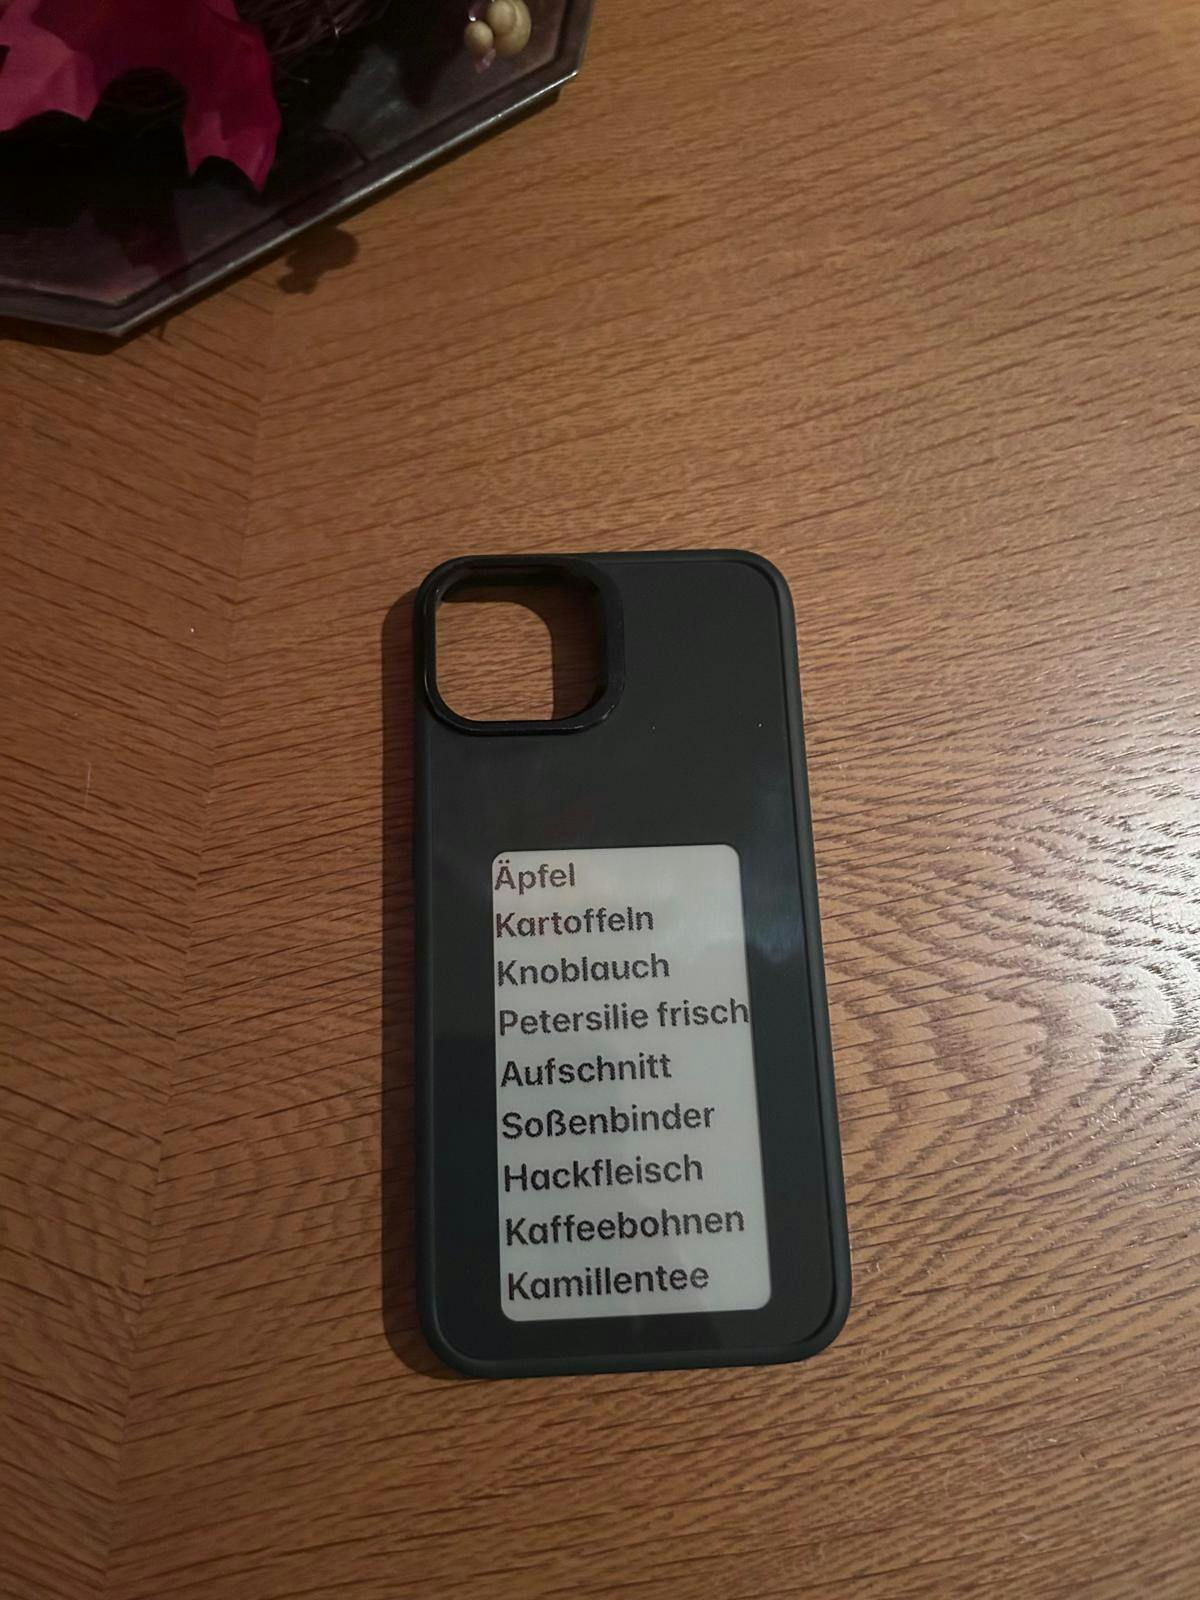 Äpfel
Kartoffeln
Knoblauch
Petersilie frisch
Aufschnitt
Soßenbinder
Hackfleisch
Kaffeebohnen
Kamillentee